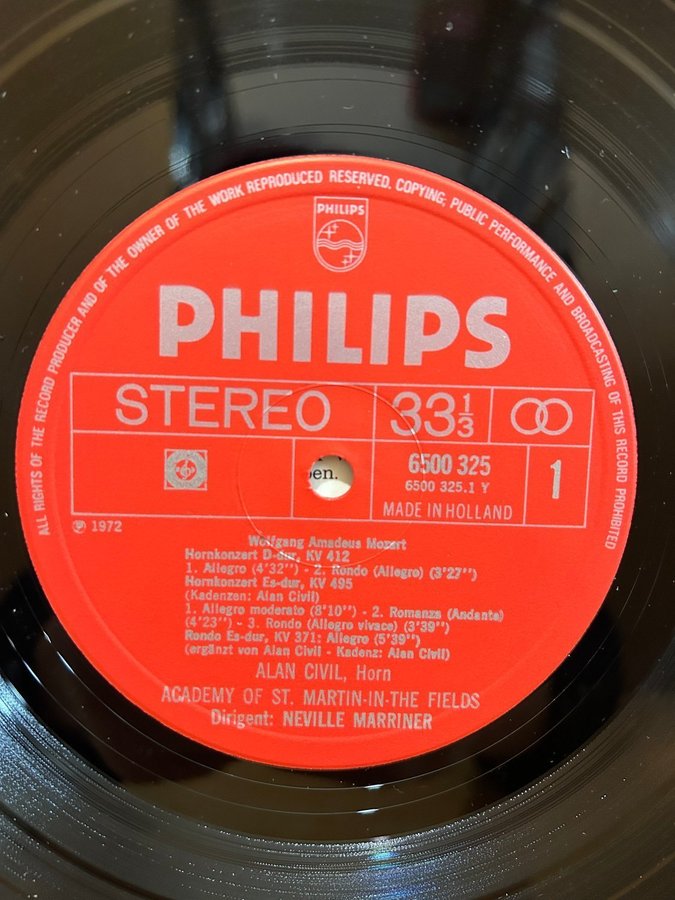 ALL RIGHTS OF THE RECORD PRODUCER AND OF THE OWNER OF THE WORK REPRODUCED RESERVED. COPYING, PUBLIC PERFORMANCE AND BROADCASTING OF THIS RECORD PROHIBITED
PHILIPS
PHILIPS
STEREO
33 1/3
6500 325
6500 325.1 Y
MADE IN HOLLAND
1
en.
℗ 1972
Wolfgang Amadeus Mozart
Hornkonzert D-dur, KV 412
1. Allegro (4'32'') - 2. Rondo (Allegro) (3'27'')
Hornkonzert Es-dur, KV 495
(Kadenzen: Alan Civil)
1. Allegro moderato (8'10'') - 2. Romanza (Andante)
(4'23'') - 3. Rondo (Allegro vivace) (3'39'')
Rondo Es-dur, KV 371: Allegro (5'39'')
(ergänzt von Alan Civil - Kadenz: Alan Civil)
ALAN CIVIL, Horn
ACADEMY OF ST. MARTIN-IN-THE FIELDS
Dirigent: NEVILLE MARRINER